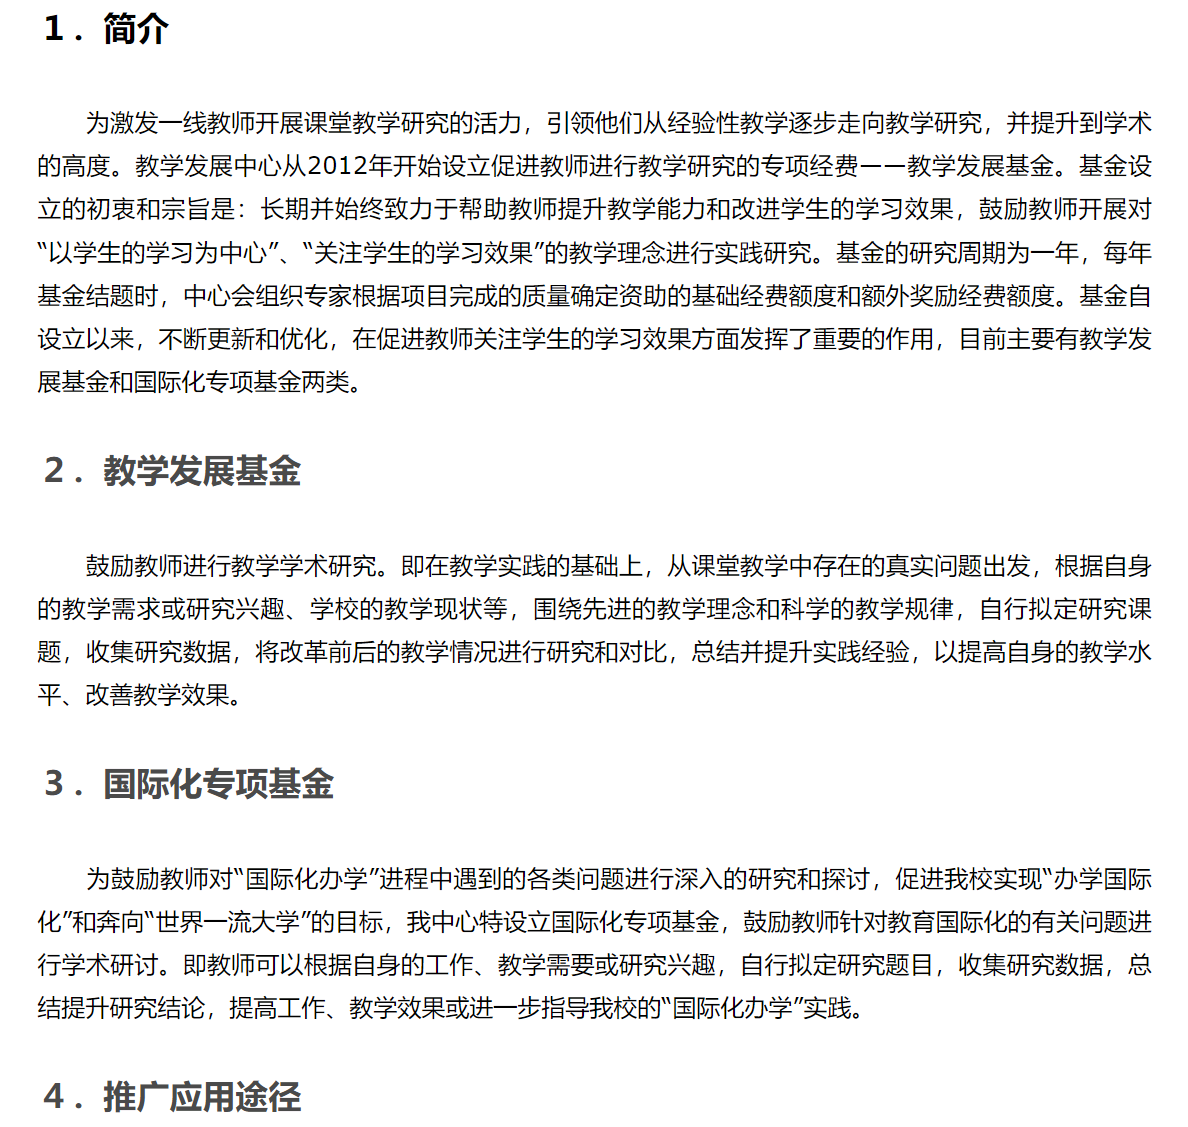 1．简介
为激发一线教师开展课堂教学研究的活力，引领他们从经验性教学逐步走向教学研究，并提升到学术
的高度。教学发展中心从2012年开始设立促进教师进行教学研究的专项经费——教学发展基金。基金设
立的初衷和宗旨是：长期并始终致力于帮助教师提升教学能力和改进学生的学习效果，鼓励教师开展对
“以学生的学习为中心”、“关注学生的学习效果”的教学理念进行实践研究。基金的研究周期为一年，每年
基金结题时，中心会组织专家根据项目完成的质量确定资助的基础经费额度和额外奖励经费额度。基金自
设立以来，不断更新和优化，在促进教师关注学生的学习效果方面发挥了重要的作用，目前主要有教学发
展基金和国际化专项基金两类。
2．教学发展基金
鼓励教师进行教学学术研究。即在教学实践的基础上，从课堂教学中存在的真实问题出发，根据自身
的教学需求或研究兴趣、学校的教学现状等，围绕先进的教学理念和科学的教学规律，自行拟定研究课
题，收集研究数据，将改革前后的教学情况进行研究和对比，总结并提升实践经验，以提高自身的教学水
平、改善教学效果。
3．国际化专项基金
为鼓励教师对“国际化办学”进程中遇到的各类问题进行深入的研究和探讨，促进我校实现“办学国际
化”和奔向“世界一流大学”的目标，我中心特设立国际化专项基金，鼓励教师针对教育国际化的有关问题进
行学术研讨。即教师可以根据自身的工作、教学需要或研究兴趣，自行拟定研究题目，收集研究数据，总
结提升研究结论，提高工作、教学效果或进一步指导我校的“国际化办学”实践。
4．推广应用途径